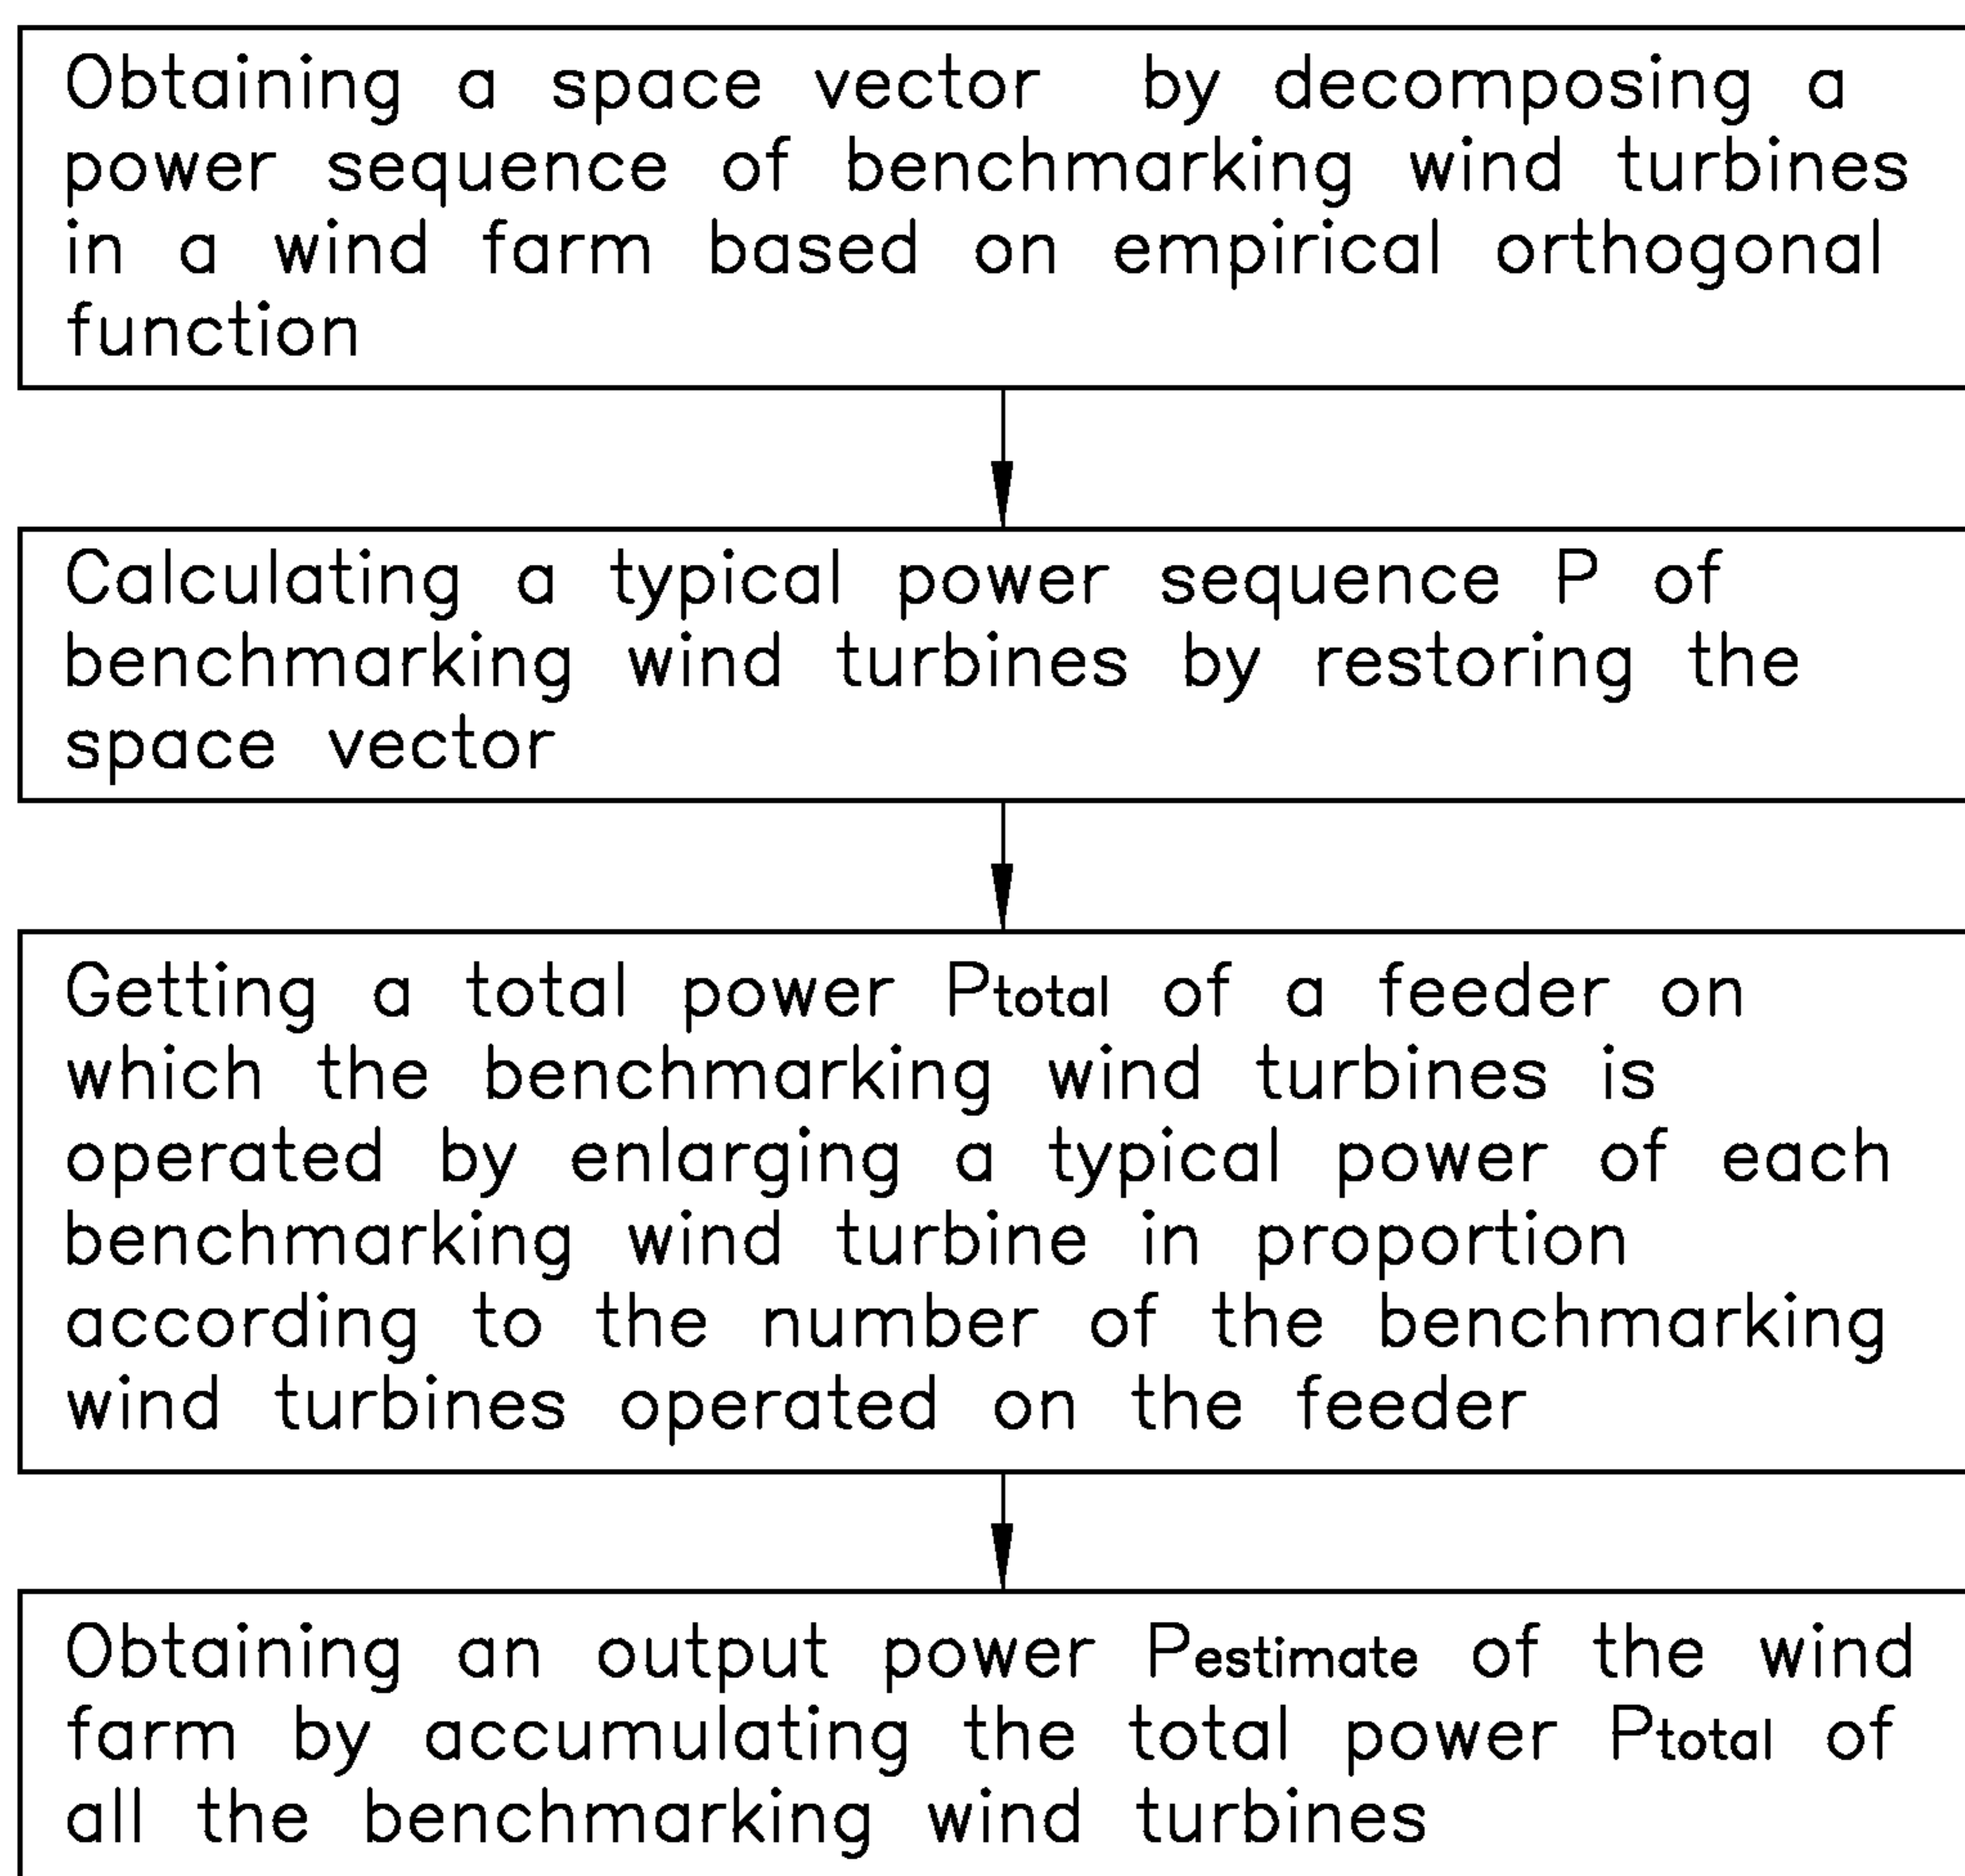 Obtaining a space vector by decomposing a
power sequence of benchmarking wind turbines
in a wind farm based on empirical orthogonal
function
Calculating a typical power sequence P of
benchmarking wind turbines by restoring the
space vector
Getting a total power Ptotal of a feeder on
which the benchmarking wind turbines is
operated by enlarging a typical power of each
benchmarking wind turbine in proportion
according to the number of the benchmarking
wind turbines operated on the feeder
Obtaining an output power Pestimate of the wind
farm by accumulating the total power Ptotal of
all the benchmarking wind turbines